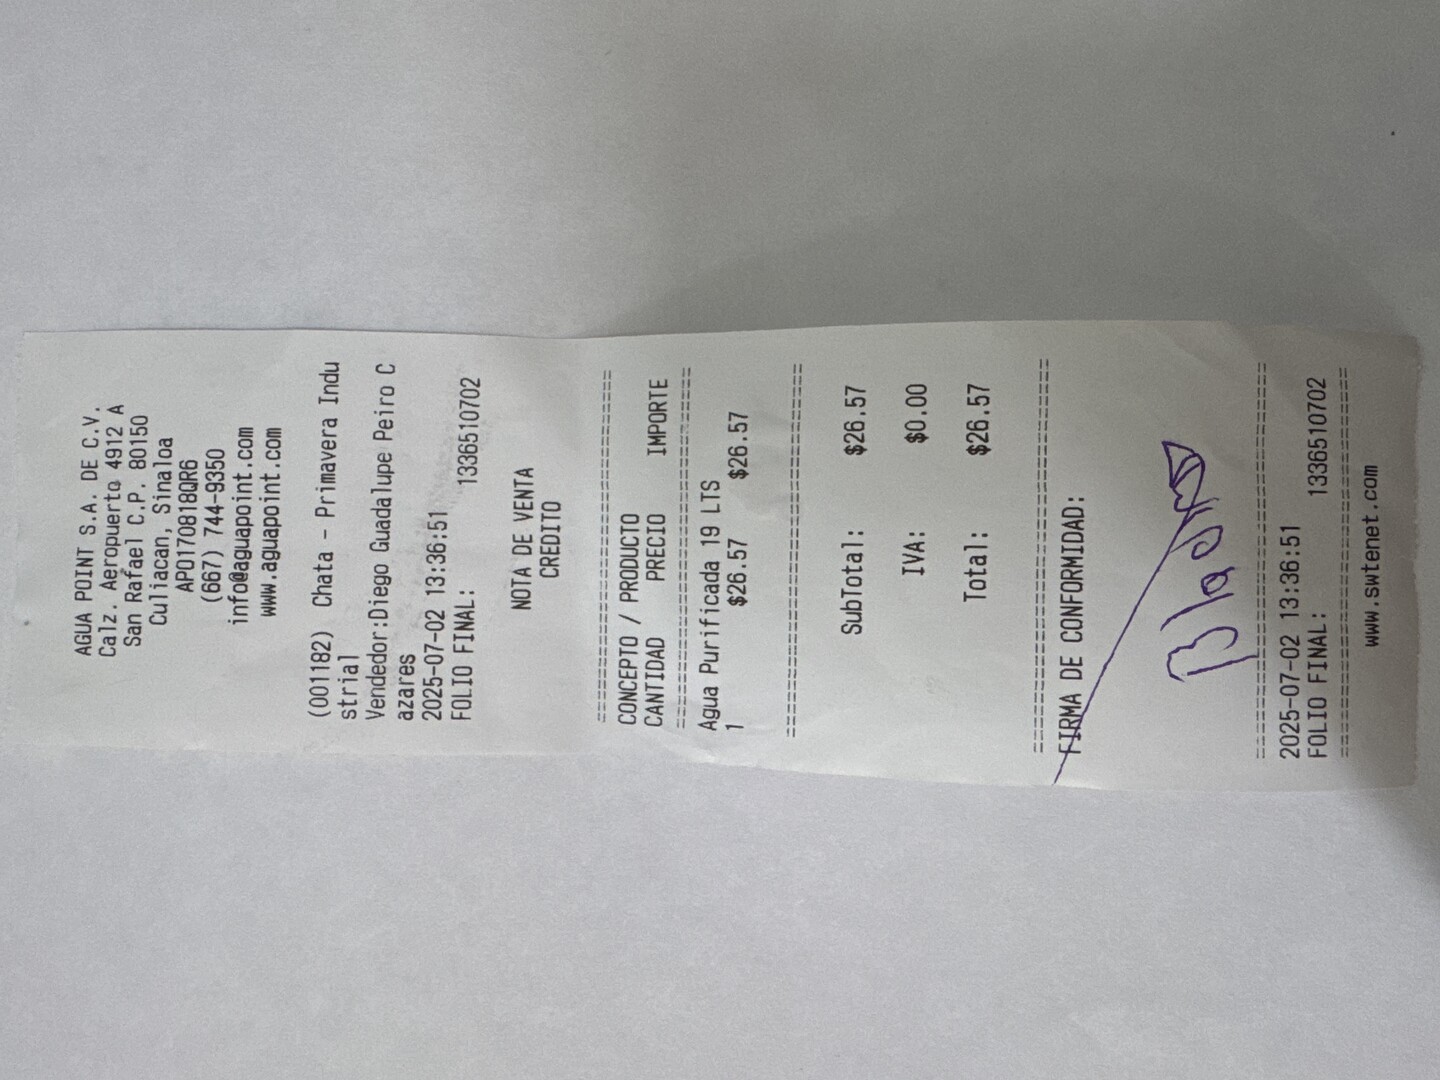 AGUA POINT S.A. DE C.V.
Calz. Aeropuerto 4912 A
San Rafael C.P. 80150
Culiacan, Sinaloa
APO170818QR6
(667) 744-9350
info@aguapoint.com
www.aguapoint.com
(001182) Chata - Primavera Indu
strial
Vendedor:Diego Guadalupe Peiro C
azares
2025-07-02 13:36:51
FOLIO FINAL: 1336510702
NOTA DE VENTA
CREDITO
================================
CONCEPTO / PRODUCTO
CANTIDAD PRECIO IMPORTE
================================
Agua Purificada 19 LTS
1 $26.57 $26.57
================================
SubTotal: $26.57
IVA: $0.00
Total: $26.57
================================
FIRMA DE CONFORMIDAD:
================================
2025-07-02 13:36:51
FOLIO FINAL: 1336510702
================================
www.swtenet.com